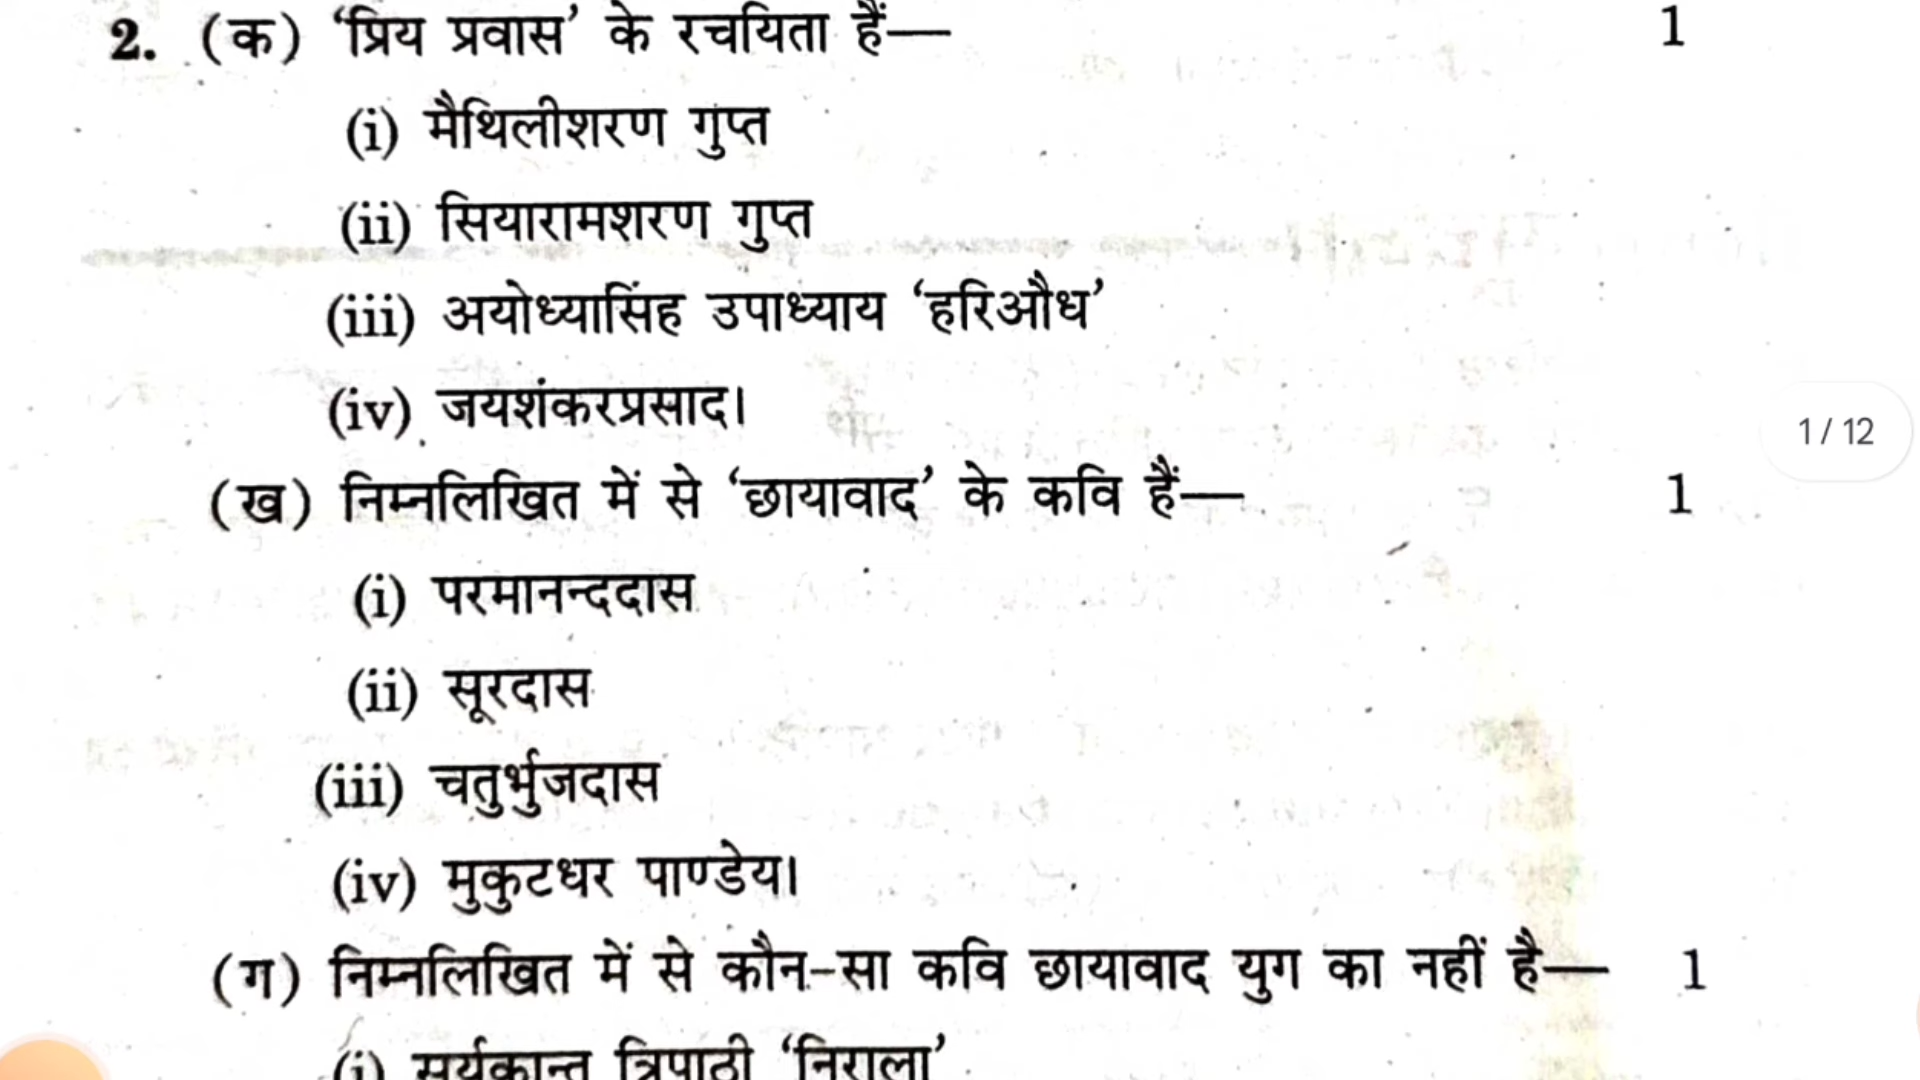 2. (क) ‘प्रिय प्रवास’ के रचयिता हैं— 1
(i) मैथिलीशरण गुप्त
(ii) सियारामशरण गुप्त
(iii) अयोध्यासिंह उपाध्याय ‘हरिऔध’
(iv) जयशंकरप्रसाद।
1 / 12
(ख) निम्नलिखित में से ‘छायावाद’ के कवि हैं— 1
(i) परमानन्ददास
(ii) सूरदास
(iii) चतुर्भुजदास
(iv) मुकुटधर पाण्डेय।
(ग) निम्नलिखित में से कौन-सा कवि छायावाद युग का नहीं है— 1
(i) सूर्यकान्त त्रिपाठी ‘निराला’